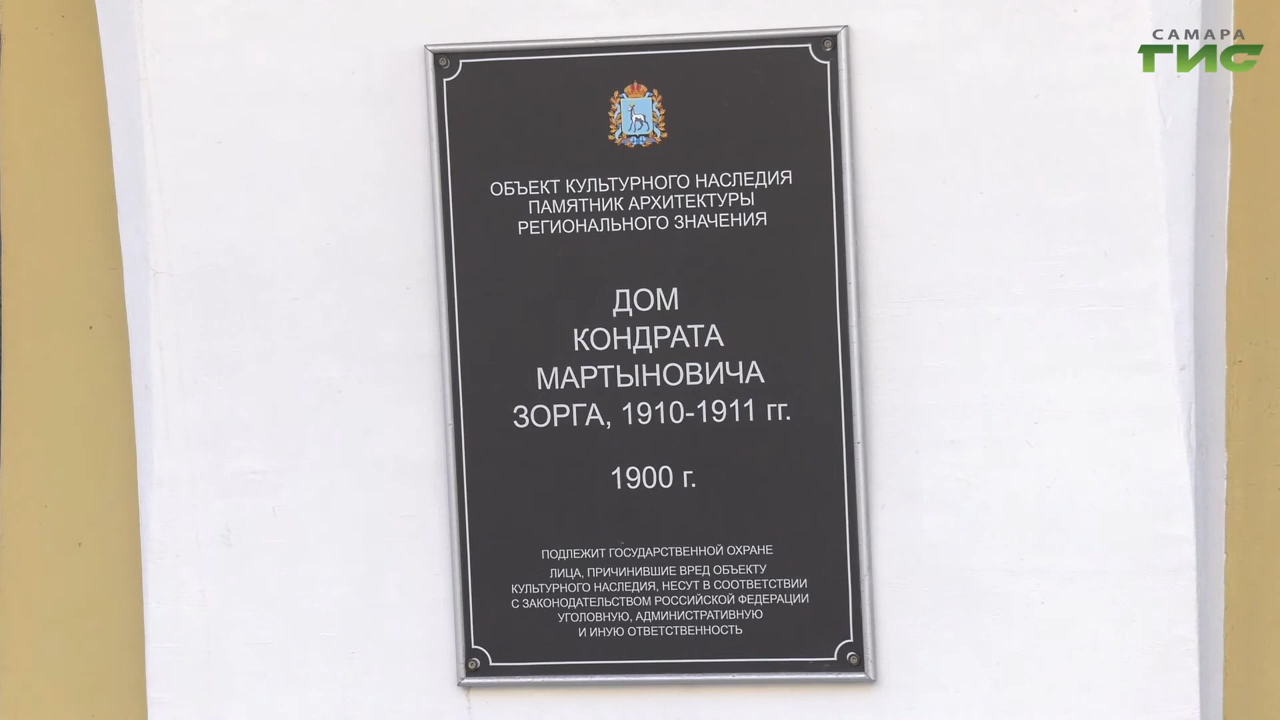 САМАРА
ГИС
ОБЪЕКТ КУЛЬТУРНОГО НАСЛЕДИЯ
ПАМЯТНИК АРХИТЕКТУРЫ
РЕГИОНАЛЬНОГО ЗНАЧЕНИЯ
ДОМ
КОНДРАТА
МАРТЫНОВИЧА
ЗОРГА, 1910-1911 гг.
1900 г.
ПОДЛЕЖИТ ГОСУДАРСТВЕННОЙ ОХРАНЕ
ЛИЦА, ПРИЧИНИВШИЕ ВРЕД ОБЪЕКТУ
КУЛЬТУРНОГО НАСЛЕДИЯ, НЕСУТ В СООТВЕТСТВИИ
С ЗАКОНОДАТЕЛЬСТВОМ РОССИЙСКОЙ ФЕДЕРАЦИИ
УГОЛОВНУЮ, АДМИНИСТРАТИВНУЮ
И ИНУЮ ОТВЕТСТВЕННОСТЬ